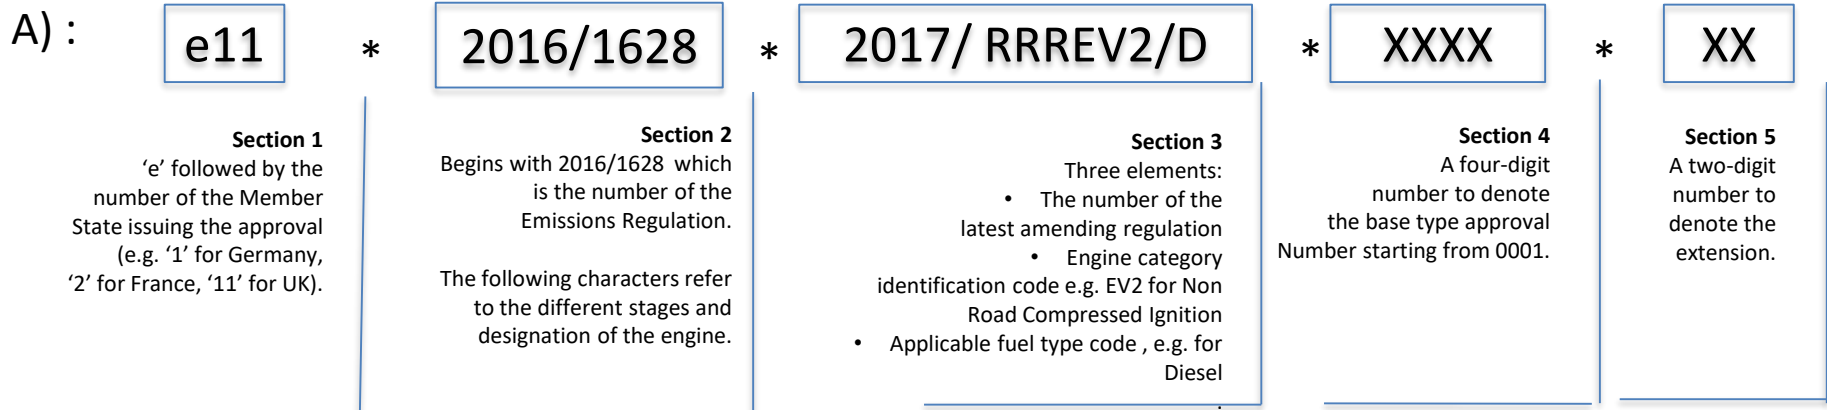 A) :
e11 * 2016/1628 * 2017/ RRREV2/D * XXXX * XX
Section 1
‘e’ followed by the
number of the Member
State issuing the approval
(e.g. ‘1’ for Germany,
‘2’ for France, ‘11’ for UK).
Section 2
Begins with 2016/1628 which
is the number of the
Emissions Regulation.
The following characters refer
to the different stages and
designation of the engine.
Section 3
Three elements:
• The number of the
latest amending regulation
• Engine category
identification code e.g. EV2 for Non
Road Compressed Ignition
• Applicable fuel type code , e.g. for
Diesel
.
Section 4
A four-digit
number to denote
the base type approval
Number starting from 0001.
Section 5
A two-digit
number to
denote the
extension.